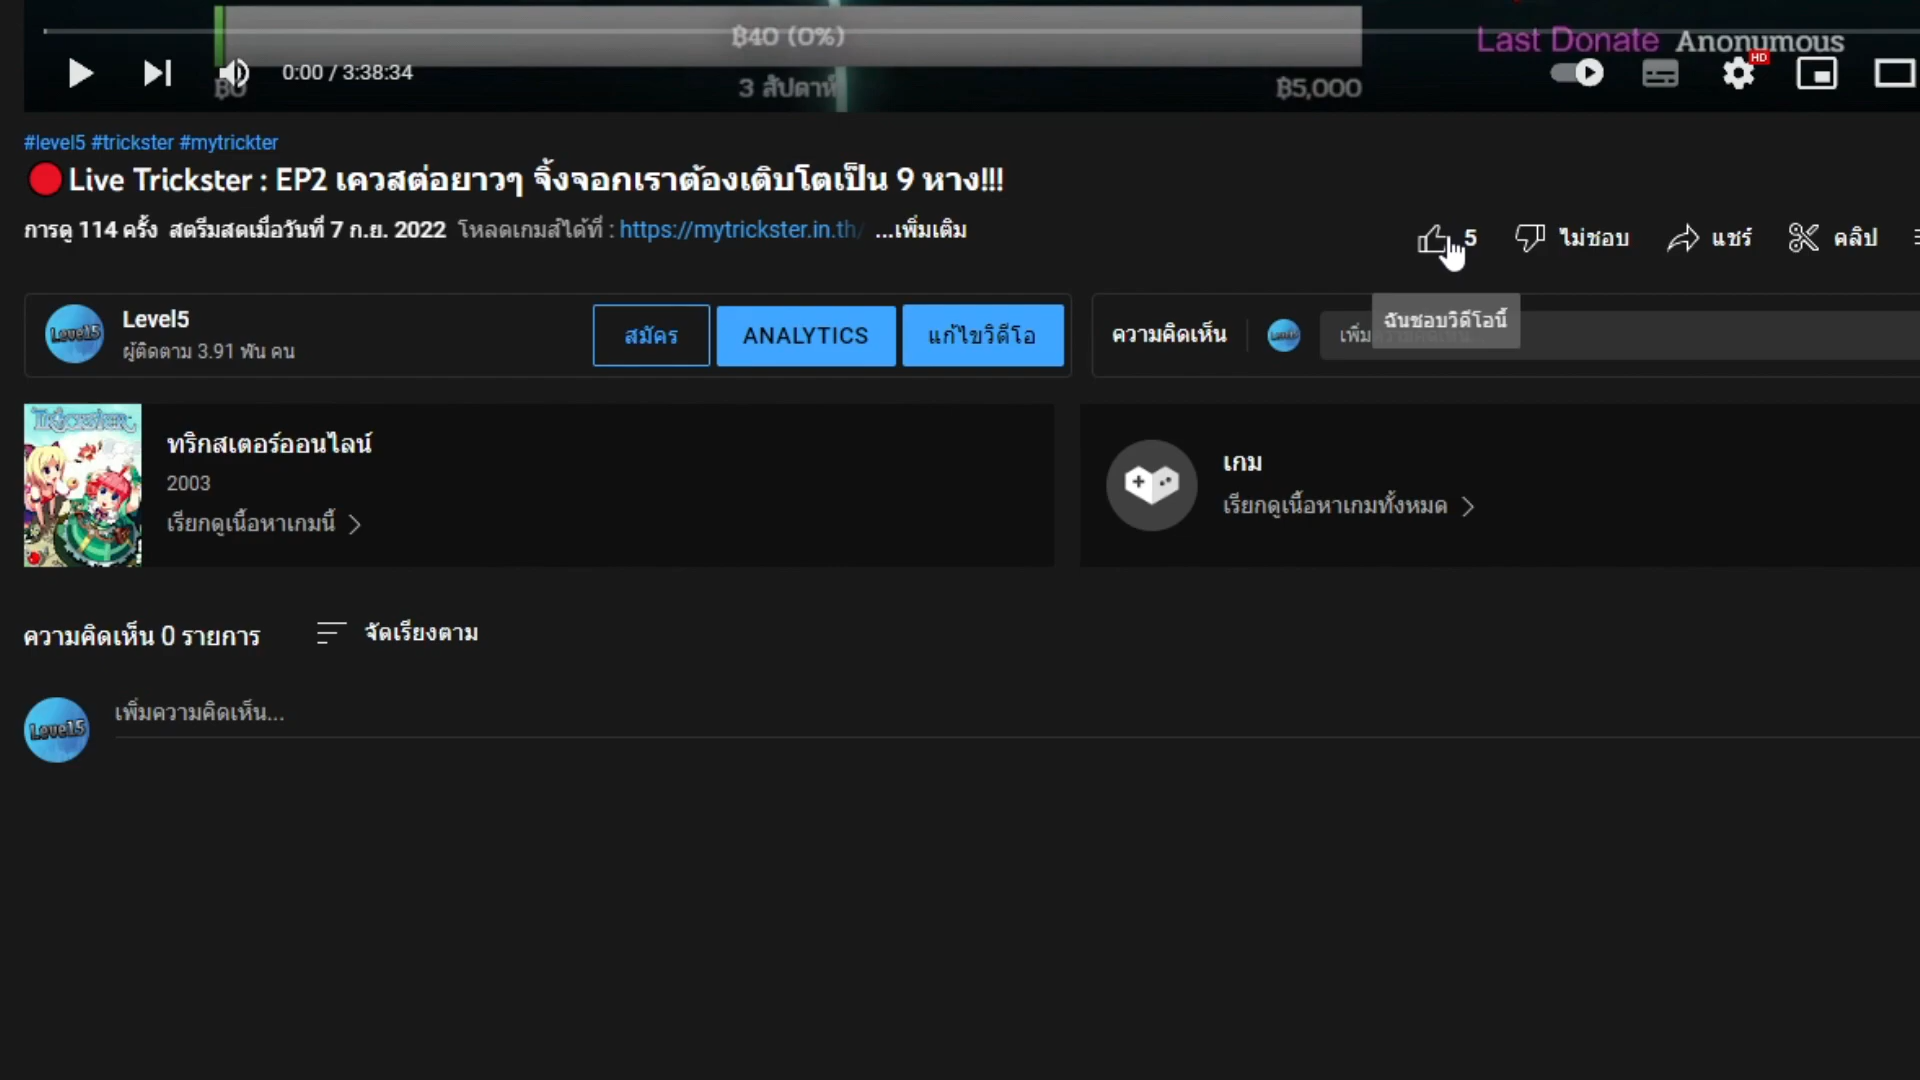 ฿40 (0%)
Last Donate Anonumous
0:00 / 3:38:34
HD
฿0
3 สัปดาห์
฿5,000
#level5 #trickster #mytrickter
Live Trickster : EP2 เควสต่อยาวๆ จิ้งจอกเราต้องเติบโตเป็น 9 หาง!!!
การดู 114 ครั้ง สตรีมสดเมื่อวันที่ 7 ก.ย. 2022 โหลดเกมส์ได้ที่ : https://mytrickster.in.th/ ...เพิ่มเติม
5 ไม่ชอบ แชร์ คลิป
Level5
ผู้ติดตาม 3.91 พัน คน
สมัคร ANALYTICS แก้ไขวิดีโอ
ความคิดเห็น
ฉันชอบวิดีโอนี้
ทริกสเตอร์ออนไลน์
2003
เรียกดูเนื้อหาเกมนี้
เกม
เรียกดูเนื้อหาเกมทั้งหมด
ความคิดเห็น 0 รายการ จัดเรียงตาม
Level5
เพิ่มความคิดเห็น...